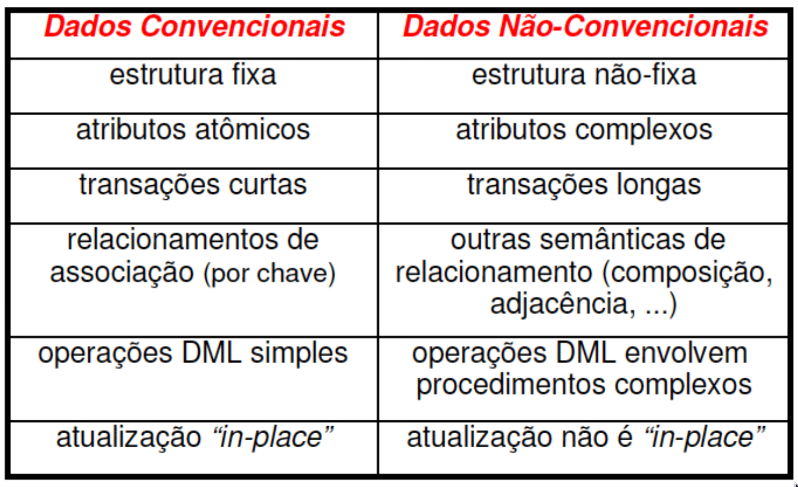 Dados Convencionais
Dados Não-Convencionais
estrutura fixa
estrutura não-fixa
atributos atômicos
atributos complexos
transações curtas
transações longas
relacionamentos de
associação (por chave)
outras semânticas de
relacionamento (composição,
adjacência, ...)
operações DML simples
operações DML envolvem
procedimentos complexos
atualização “in-place”
atualização não é “in-place”